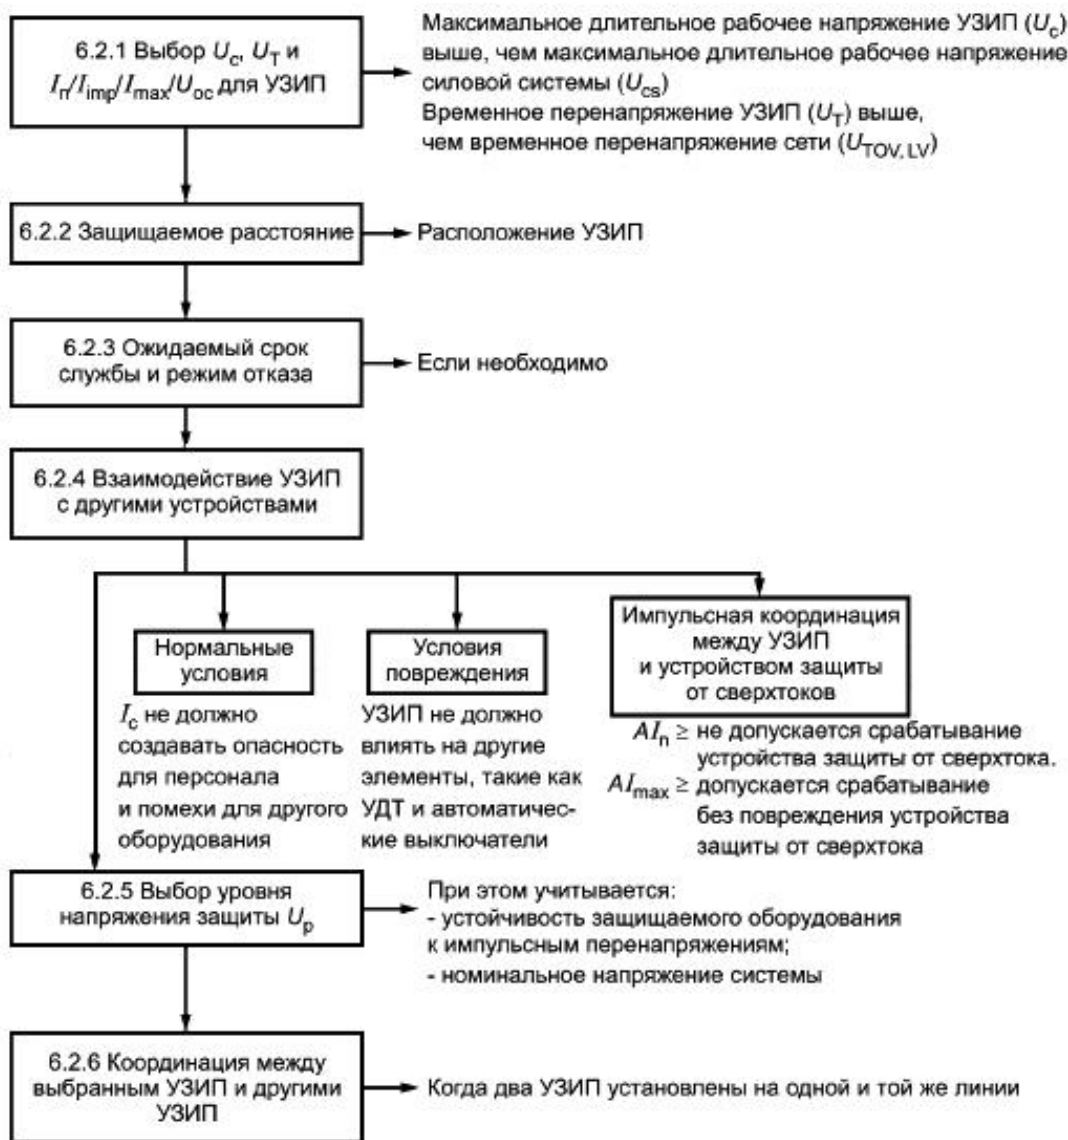 6.2.1 Выбор Uc, UT и
In/Iimp/Imax/Uoc для УЗИП
Максимальное длительное рабочее напряжение УЗИП (Uc)
выше, чем максимальное длительное рабочее напряжение
силовой системы (Ucs)
Временное перенапряжение УЗИП (UT) выше,
чем временное перенапряжение сети (UTOV, LV)
6.2.2 Защищаемое расстояние
Расположение УЗИП
6.2.3 Ожидаемый срок
службы и режим отказа
Если необходимо
6.2.4 Взаимодействие УЗИП
с другими устройствами
Нормальные
условия
Ic не должно
создавать опасность
для персонала
и помехи для другого
оборудования
Условия
повреждения
УЗИП не должно
влиять на другие
элементы, такие как
УДТ и автоматичес-
кие выключатели
Импульсная координация
между УЗИП
и устройством защиты
от сверхтоков
AIn ≥ не допускается срабатывание
устройства защиты от сверхтока.
AImax ≥ допускается срабатывание
без повреждения устройства
защиты от сверхтока
6.2.5 Выбор уровня
напряжения защиты Up
При этом учитывается:
- устойчивость защищаемого оборудования
к импульсным перенапряжениям;
- номинальное напряжение системы
6.2.6 Координация между
выбранным УЗИП и другими
УЗИП
Когда два УЗИП установлены на одной и той же линии